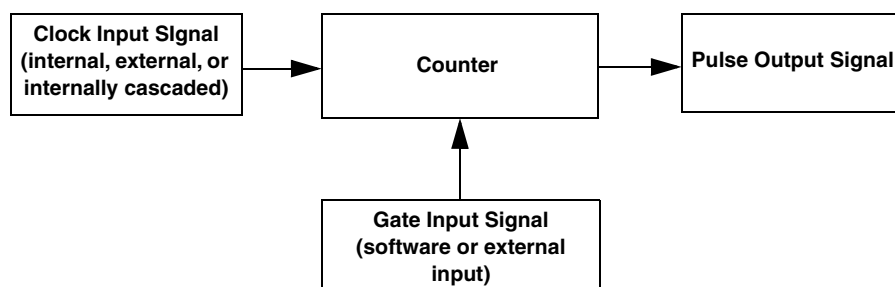 Clock Input SIgnal
(internal, external, or
internally cascaded)
Counter
Pulse Output Signal
Gate Input Signal
(software or external
input)